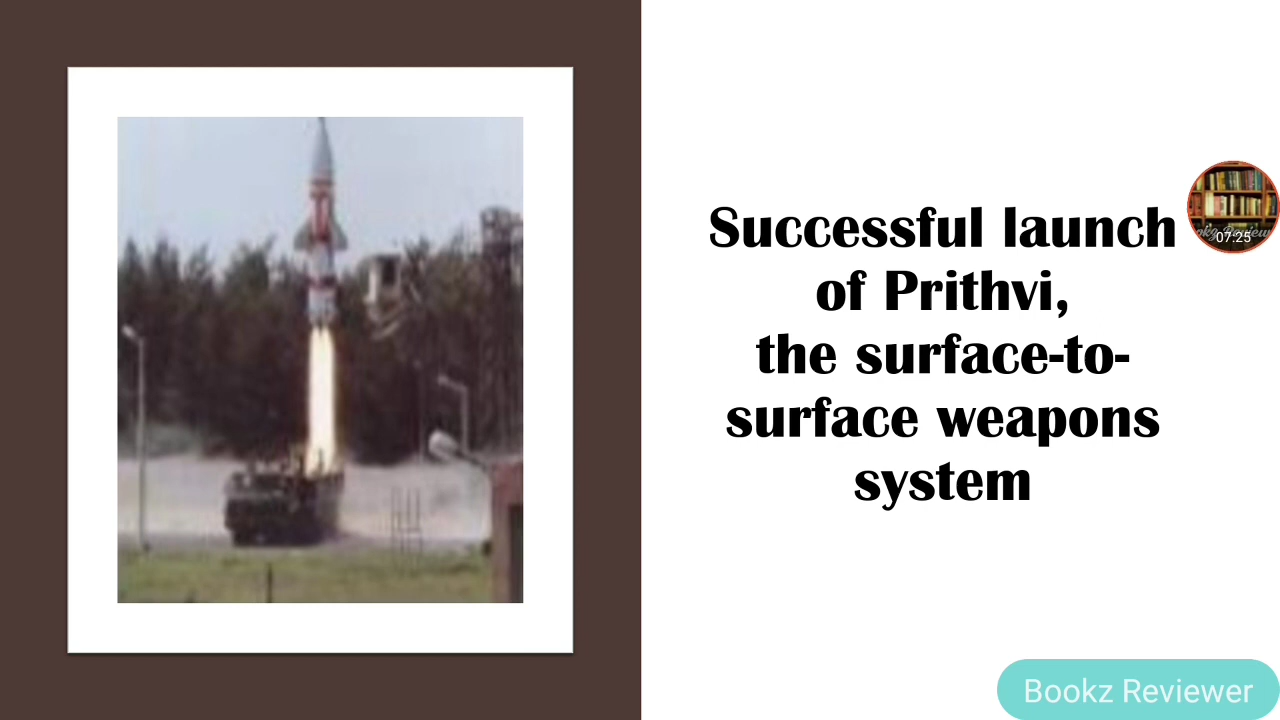 Successful launch
of Prithvi,
the surface-to-
surface weapons
system
07:25
Bookz Reviewer